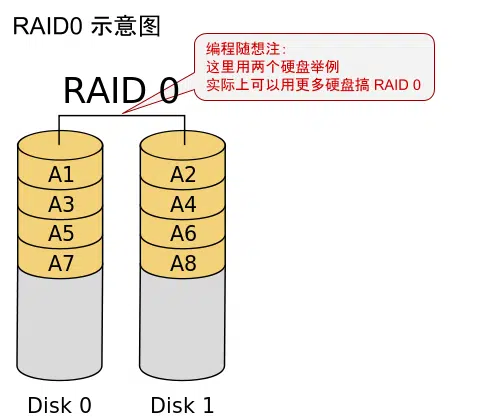 RAID0 示意图
编程随想注：
这里用两个硬盘举例
实际上可以用更多硬盘搞 RAID 0
RAID 0
A1
A2
A3
A4
A5
A6
A7
A8
Disk 0
Disk 1